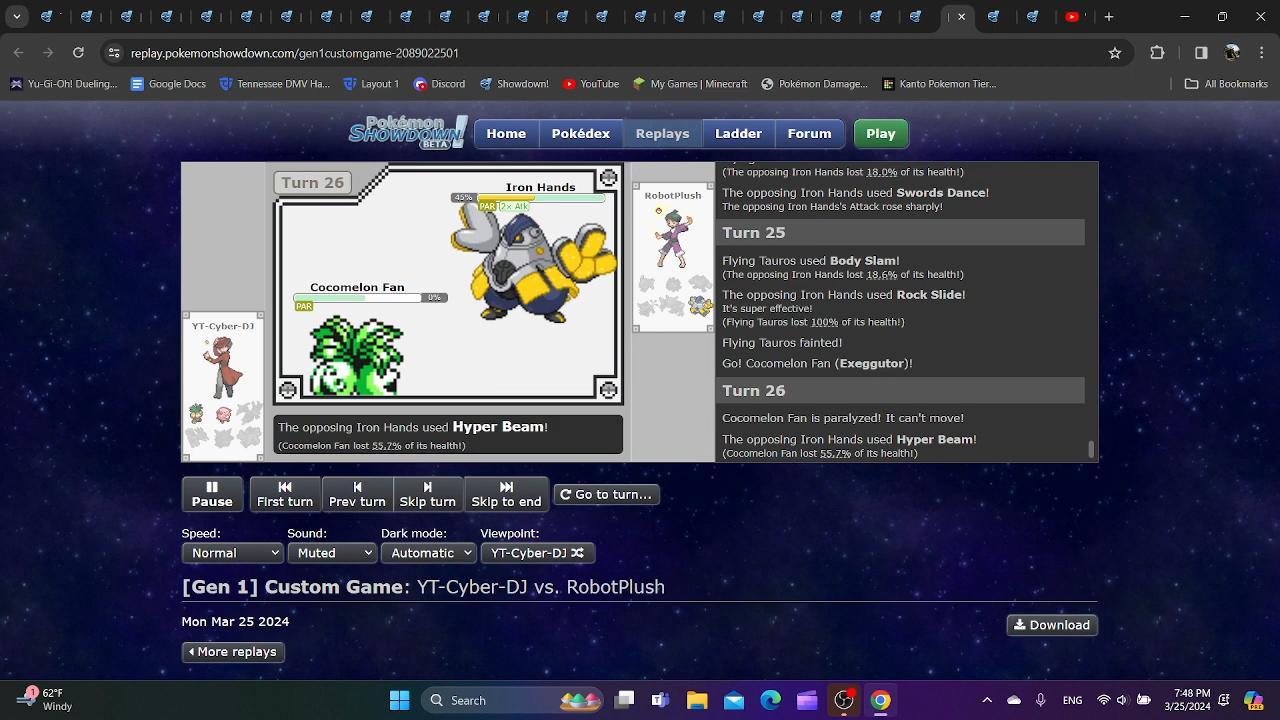 replay.pokemonshowdown.com/gen1customgame-2089022501
Yu-Gi-Oh! Dueling...
Google Docs
Tennessee DMV Ha...
Layout 1
Discord
Showdown!
YouTube
My Games | Minecraft
Pokémon Damage...
Kanto Pokemon Tier...
All Bookmarks
Pokémon
SHOWDOWN!
BETA
Home
Pokédex
Replays
Ladder
Forum
Play
Turn 26
Iron Hands
45%
PAR 2× Atk
Cocomelon Fan
0%
PAR
YT-Cyber-DJ
RobotPlush
The opposing Iron Hands used Hyper Beam!
(Cocomelon Fan lost 55.7% of its health!)
(The opposing Iron Hands lost 18.0% of its health!)
The opposing Iron Hands used Swords Dance!
The opposing Iron Hands's Attack rose sharply!
Turn 25
Flying Tauros used Body Slam!
(The opposing Iron Hands lost 18.6% of its health!)
The opposing Iron Hands used Rock Slide!
It's super effective!
(Flying Tauros lost 100% of its health!)
Flying Tauros fainted!
Go! Cocomelon Fan (Exeggutor)!
Turn 26
Cocomelon Fan is paralyzed! It can't move!
The opposing Iron Hands used Hyper Beam!
(Cocomelon Fan lost 55.7% of its health!)
Pause
First turn
Prev turn
Skip turn
Skip to end
Go to turn...
Speed:
Sound:
Dark mode:
Viewpoint:
Normal
Muted
Automatic
YT-Cyber-DJ
[Gen 1] Custom Game: YT-Cyber-DJ vs. RobotPlush
Mon Mar 25 2024
Download
More replays
1
62°F
Windy
Search
ENG
7:48 PM
3/25/2024
PRE